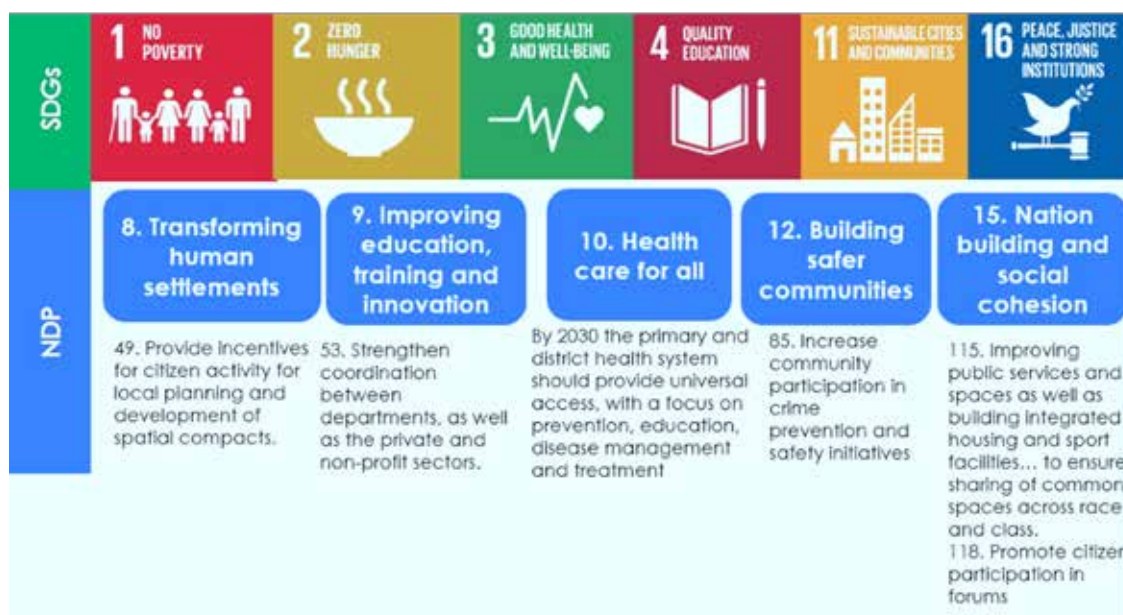 SDGs
1 NO
POVERTY
2 ZERO
HUNGER
3 GOOD HEALTH
AND WELL-BEING
4 QUALITY
EDUCATION
11 SUSTAINABLE CITIES
AND COMMUNITIES
16 PEACE, JUSTICE
AND STRONG
INSTITUTIONS
NDP
8. Transforming
human
settlements
49. Provide incentives
for citizen activity for
local planning and
development of
spatial compacts.
9. Improving
education,
training and
innovation
53. Strengthen
coordination
between
departments, as well
as the private and
non-profit sectors.
10. Health
care for all
By 2030 the primary and
district health system
should provide universal
access, with a focus on
prevention, education,
disease management
and treatment
12. Building
safer
communities
85. Increase
community
participation in
crime
prevention and
safety initiatives
15. Nation
building and
social
cohesion
115. Improving
public services and
spaces as well as
building integrated
housing and sport
facilities... to ensure
sharing of common
spaces across race
and class.
118. Promote citizen
participation in
forums